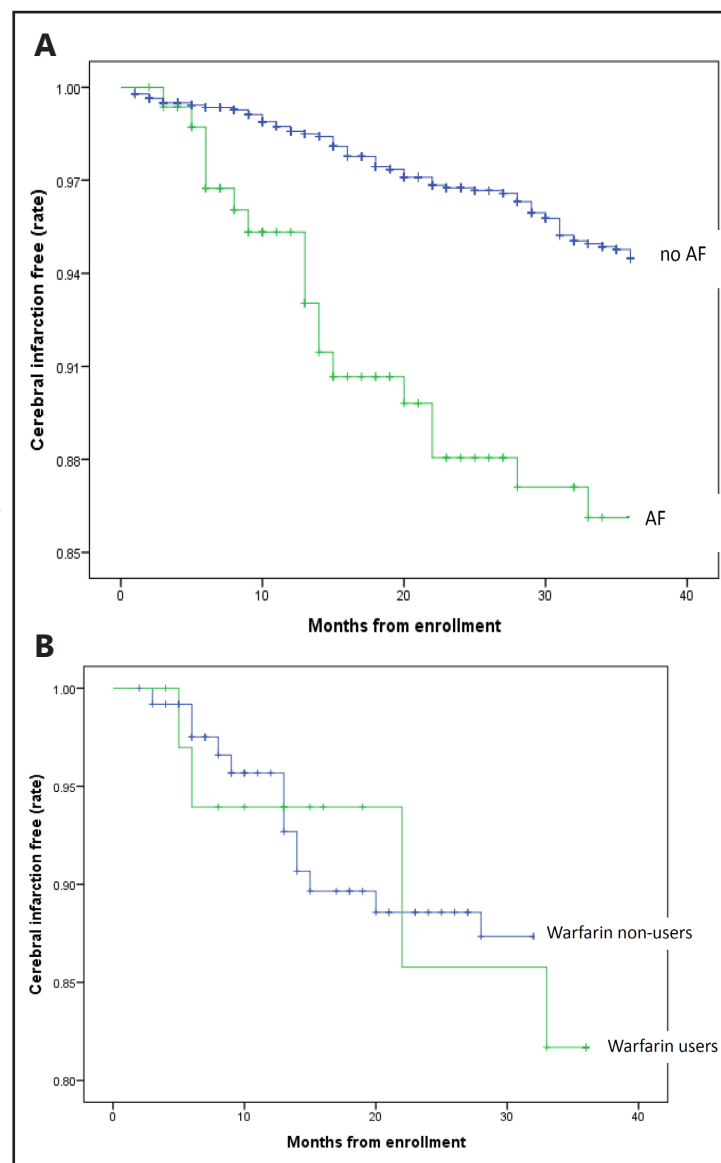 A
1.00
0.97
0.94
0.91
0.88
0.85
Cerebral infarction free (rate)
no AF
AF
0 10 20 30 40
Months from enrollment
B
1.00
0.95
0.90
0.85
0.80
Cerebral infarction free (rate)
Warfarin non-users
Warfarin users
0 10 20 30 40
Months from enrollment